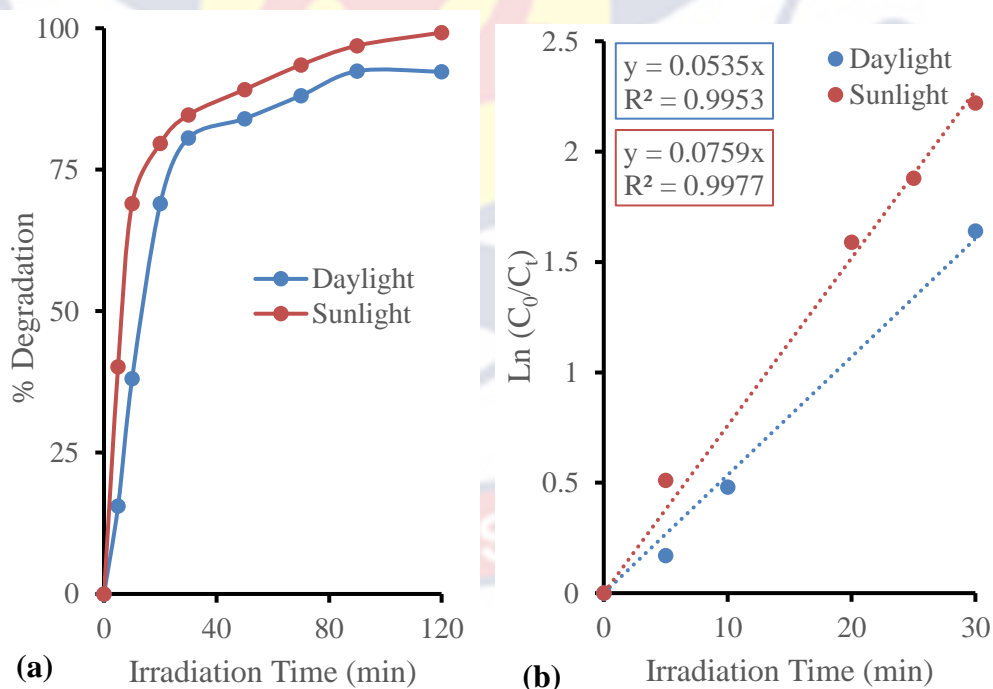 100
75
50
25
0
% Degradation
Daylight
Sunlight
0 40 80 120
Irradiation Time (min)
(a)
2.5
2
1.5
1
0.5
0
Ln (C₀/Cₜ)
y = 0.0535x
R² = 0.9953
y = 0.0759x
R² = 0.9977
Daylight
Sunlight
0 10 20 30
Irradiation Time (min)
(b)